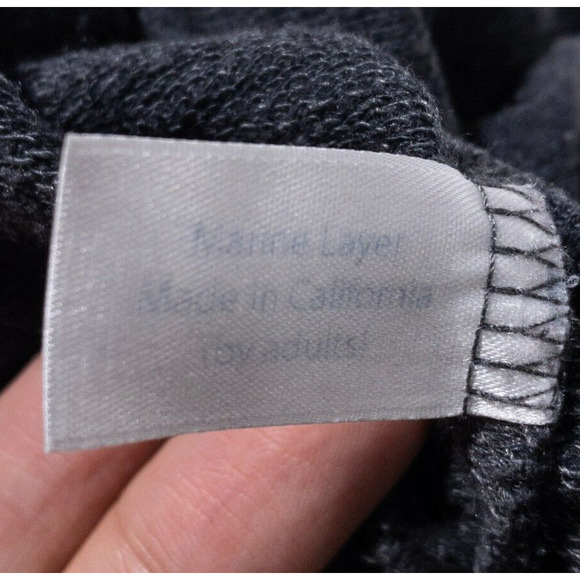 Marine Layer
Made in California
(by adults!